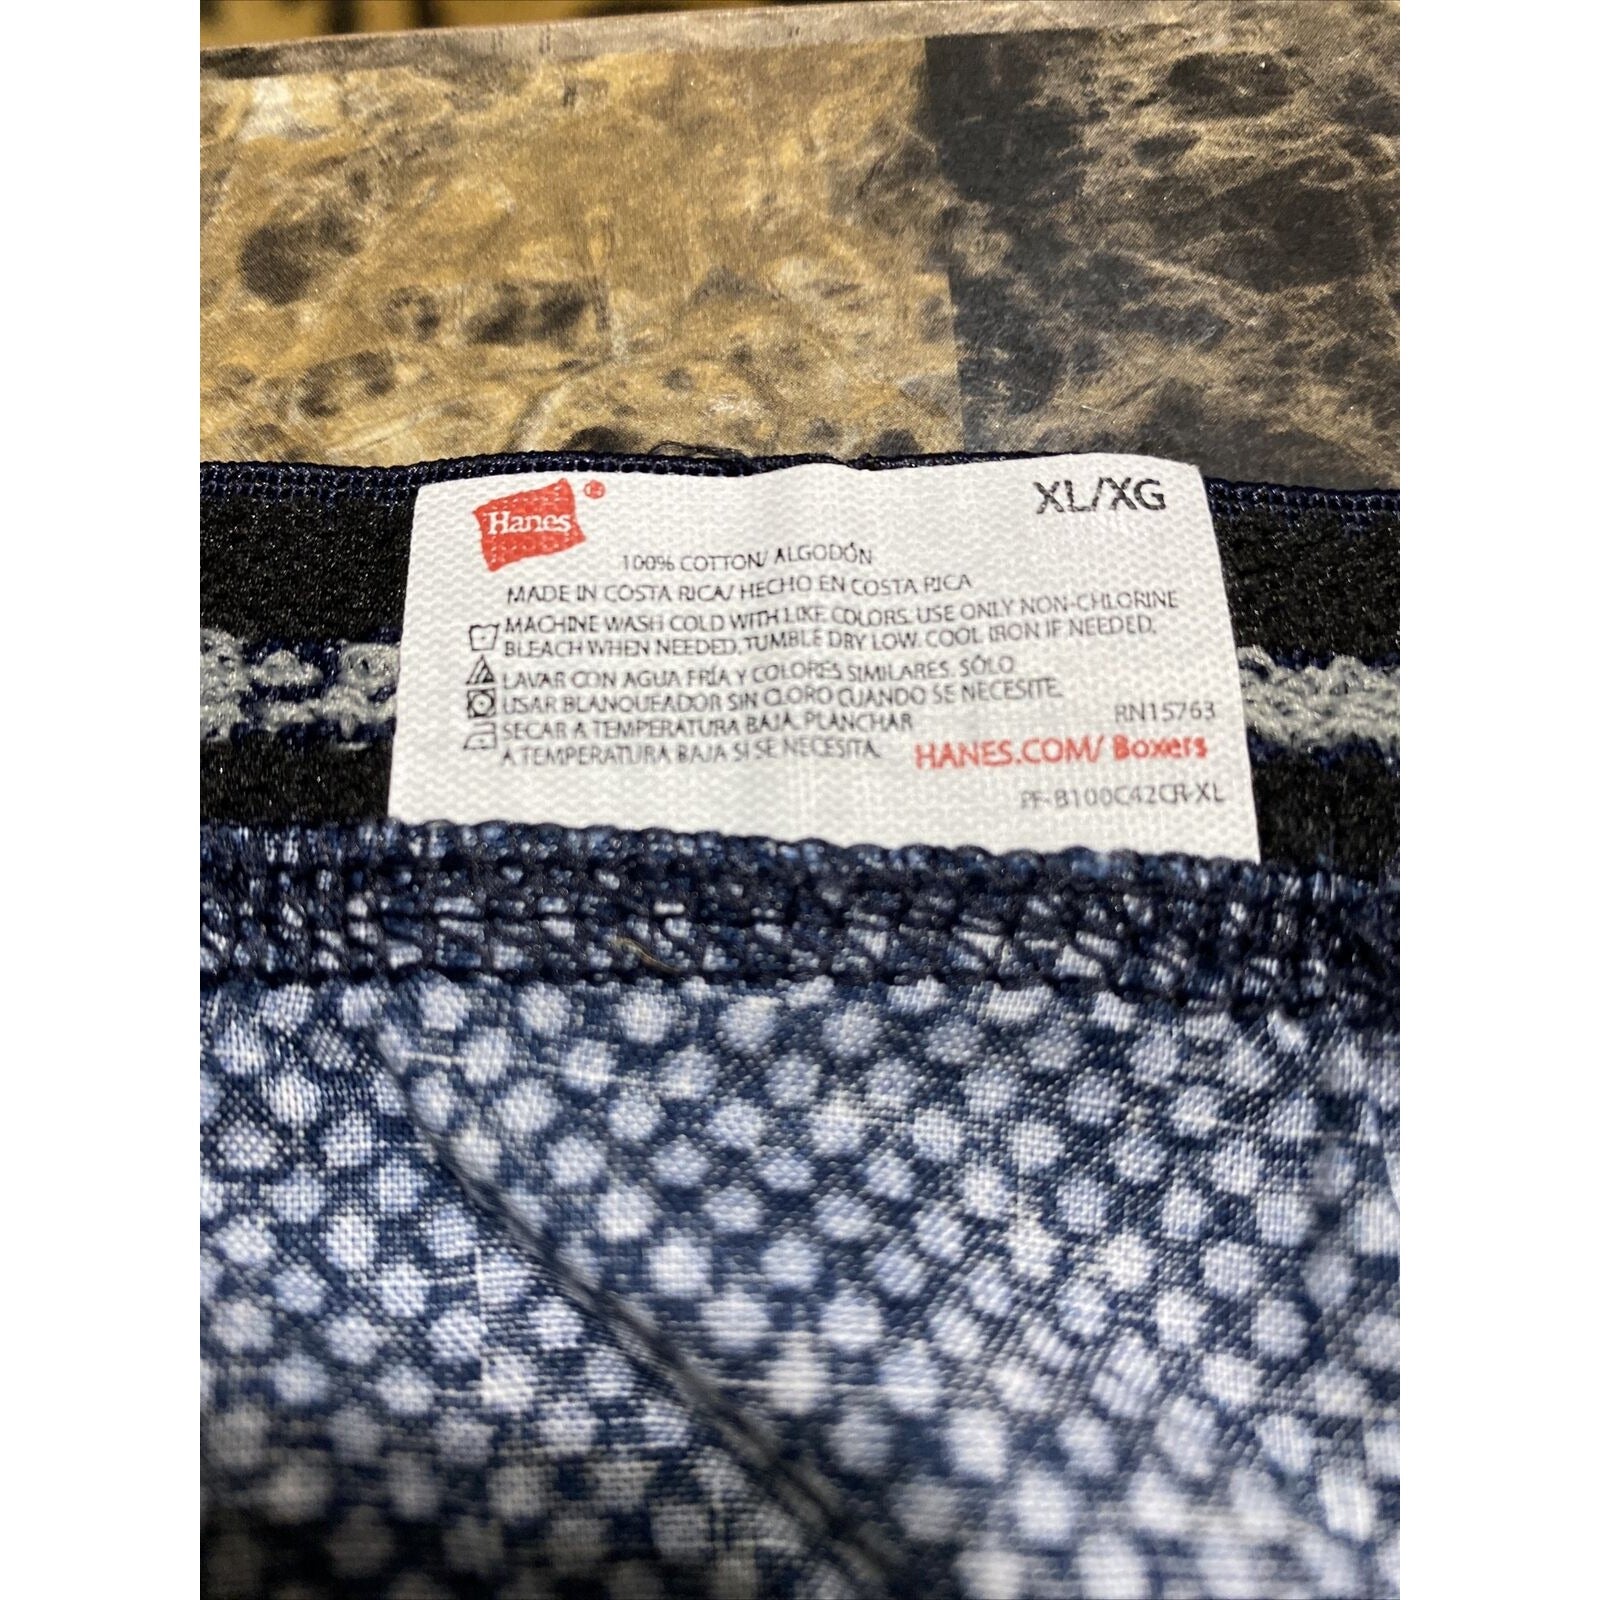 Hanes®
XL/XG
100% COTTON/ ALGODÓN
MADE IN COSTA RICA/ HECHO EN COSTA RICA
MACHINE WASH COLD WITH LIKE COLORS. USE ONLY NON-CHLORINE
BLEACH WHEN NEEDED. TUMBLE DRY LOW. COOL IRON IF NEEDED.
LAVAR CON AGUA FRÍA Y COLORES SIMILARES. SÓLO
USAR BLANQUEADOR SIN CLORO CUANDO SE NECESITE.
SECAR A TEMPERATURA BAJA. PLANCHAR
A TEMPERATURA BAJA SI SE NECESITA.
RN15763
HANES.COM/ Boxers
PF-B100C42CR-XL